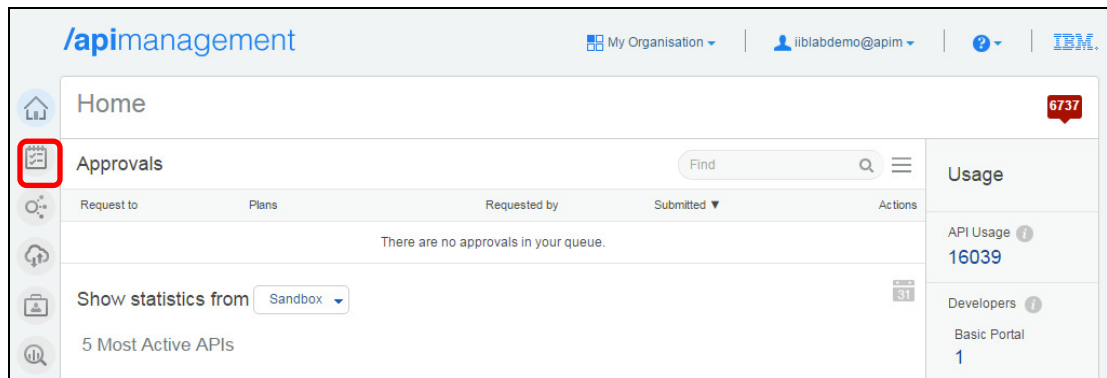 /apimanagement
My Organisation
iiblabdemo@apim
?
IBM.
Home
6737
Approvals
Find
Usage
Request to Plans Requested by Submitted ▼ Actions
There are no approvals in your queue.
API Usage i
16039
Show statistics from Sandbox
31
Developers i
Basic Portal
1
5 Most Active APIs